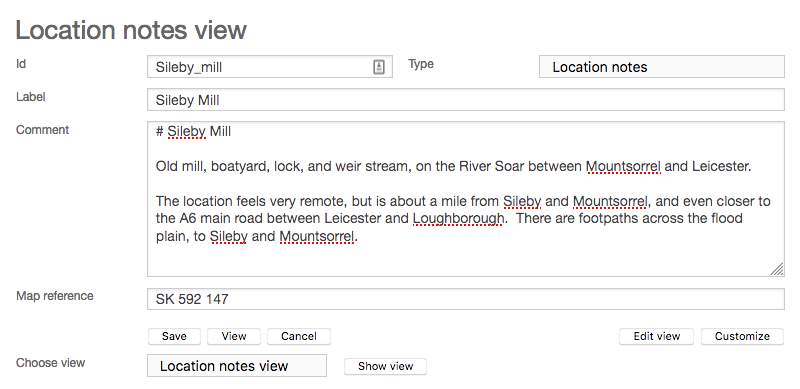 Location notes view
Id Sileby_mill Type Location notes
Label Sileby Mill
Comment # Sileby Mill
Old mill, boatyard, lock, and weir stream, on the River Soar between Mountsorrel and Leicester.
The location feels very remote, but is about a mile from Sileby and Mountsorrel, and even closer to
the A6 main road between Leicester and Loughborough.  There are footpaths across the flood
plain, to Sileby and Mountsorrel.
Map reference SK 592 147
Save View Cancel Edit view Customize
Choose view Location notes view Show view